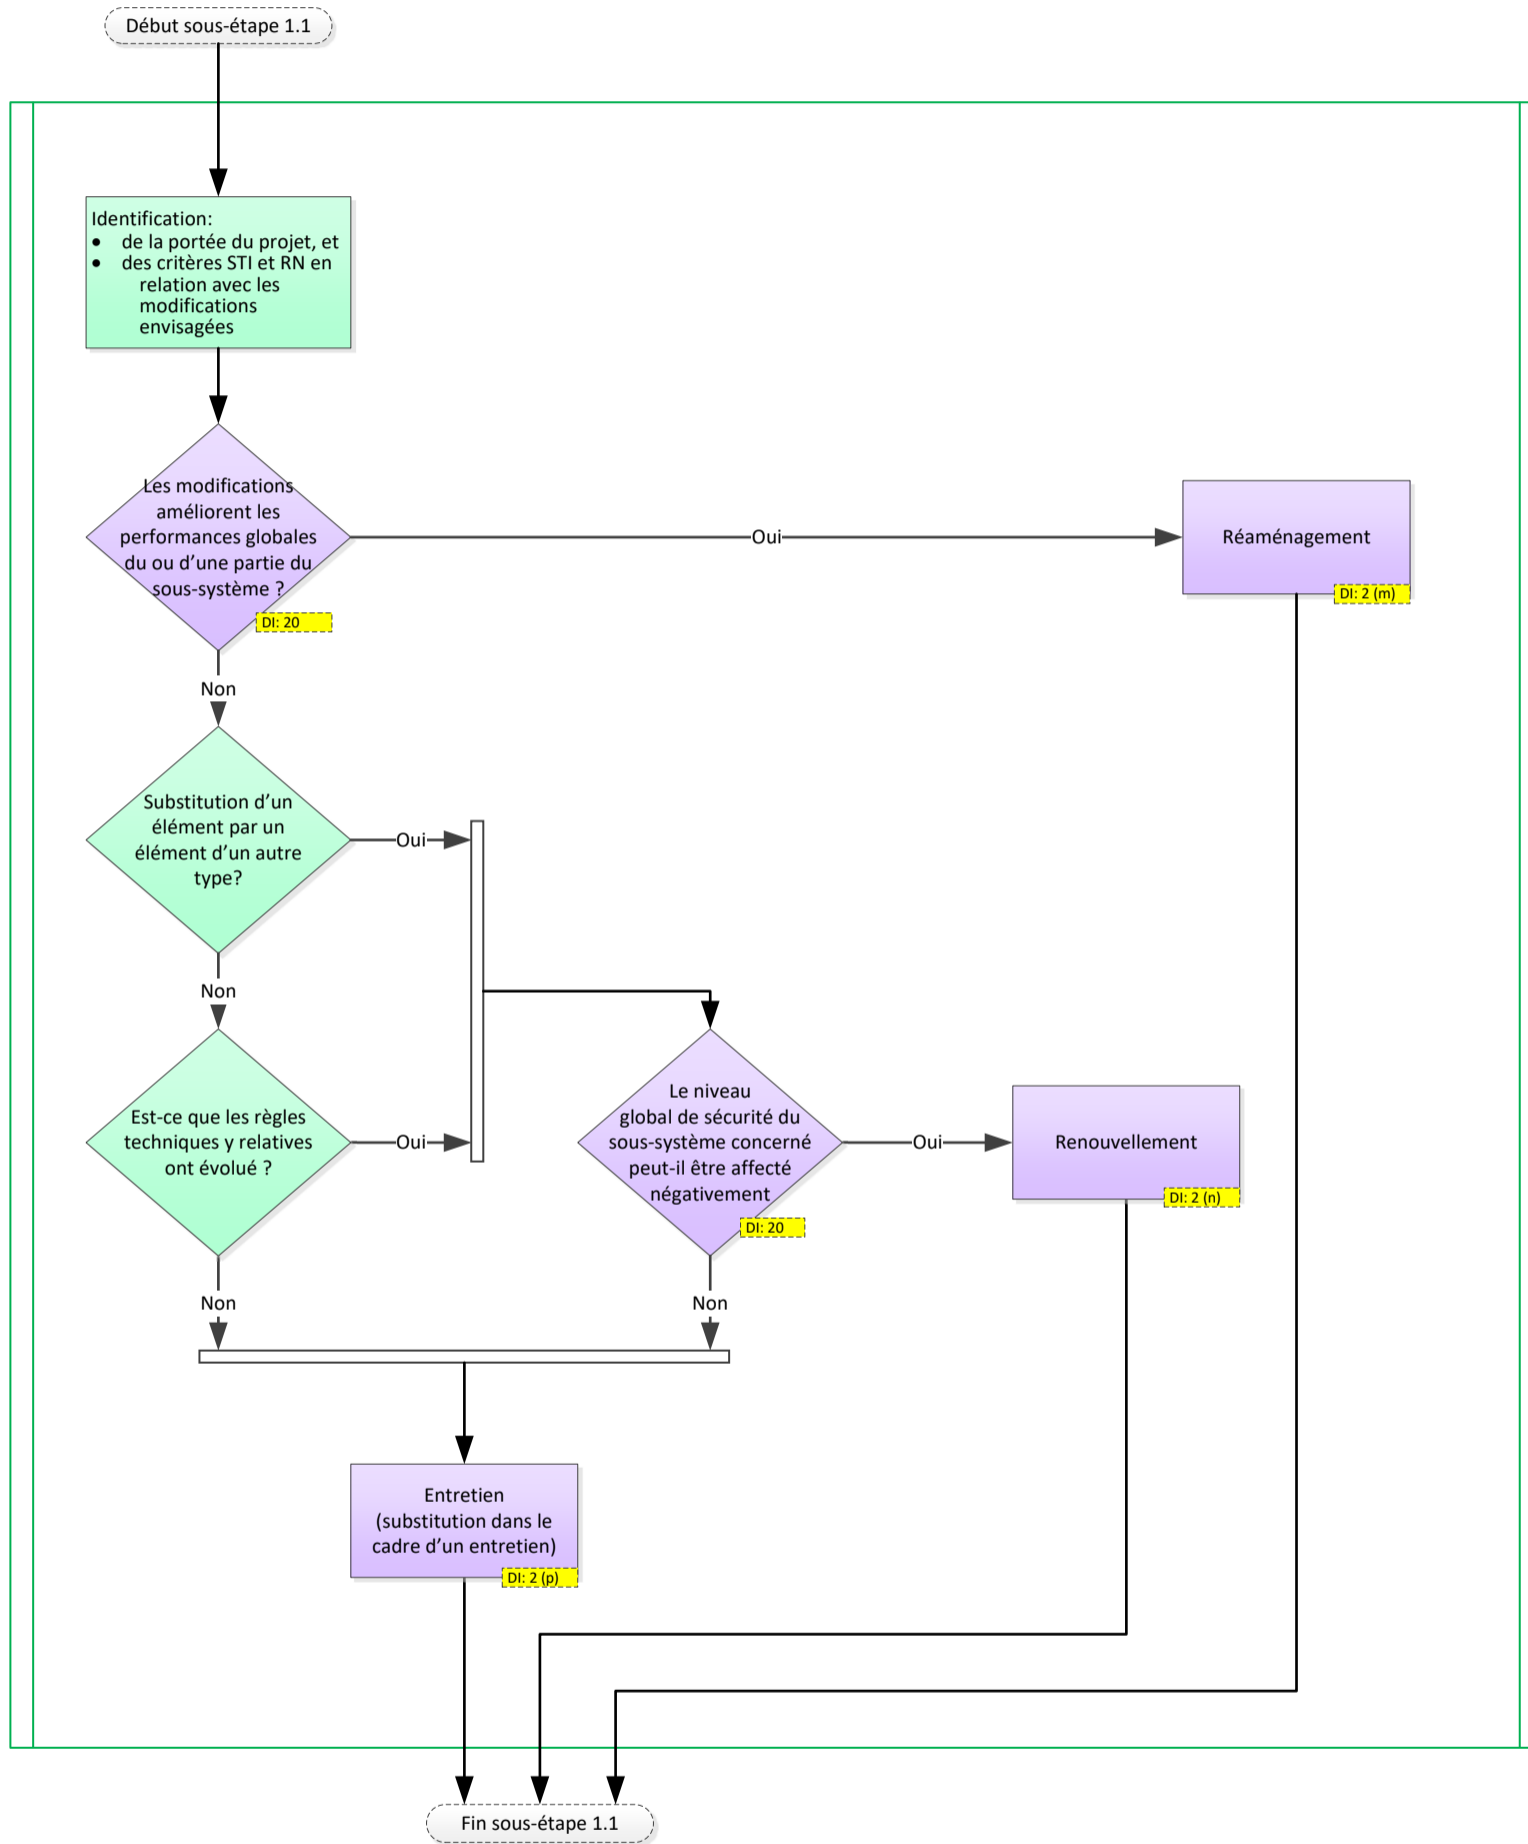 Début sous-étape 1.1
Identification:
• de la portée du projet, et
• des critères STI et RN en
relation avec les
modifications
envisagées
Les modifications
améliorent les
performances globales
du ou d’une partie du
sous-système ?
DI: 20
Oui
Réaménagement
DI: 2 (m)
Non
Substitution d’un
élément par un
élément d’un autre
type?
Oui
Non
Est-ce que les règles
techniques y relatives
ont évolué ?
Oui
Le niveau
global de sécurité du
sous-système concerné
peut-il être affecté
négativement
DI: 20
Oui
Renouvellement
DI: 2 (n)
Non
Non
Entretien
(substitution dans le
cadre d’un entretien)
DI: 2 (p)
Fin sous-étape 1.1